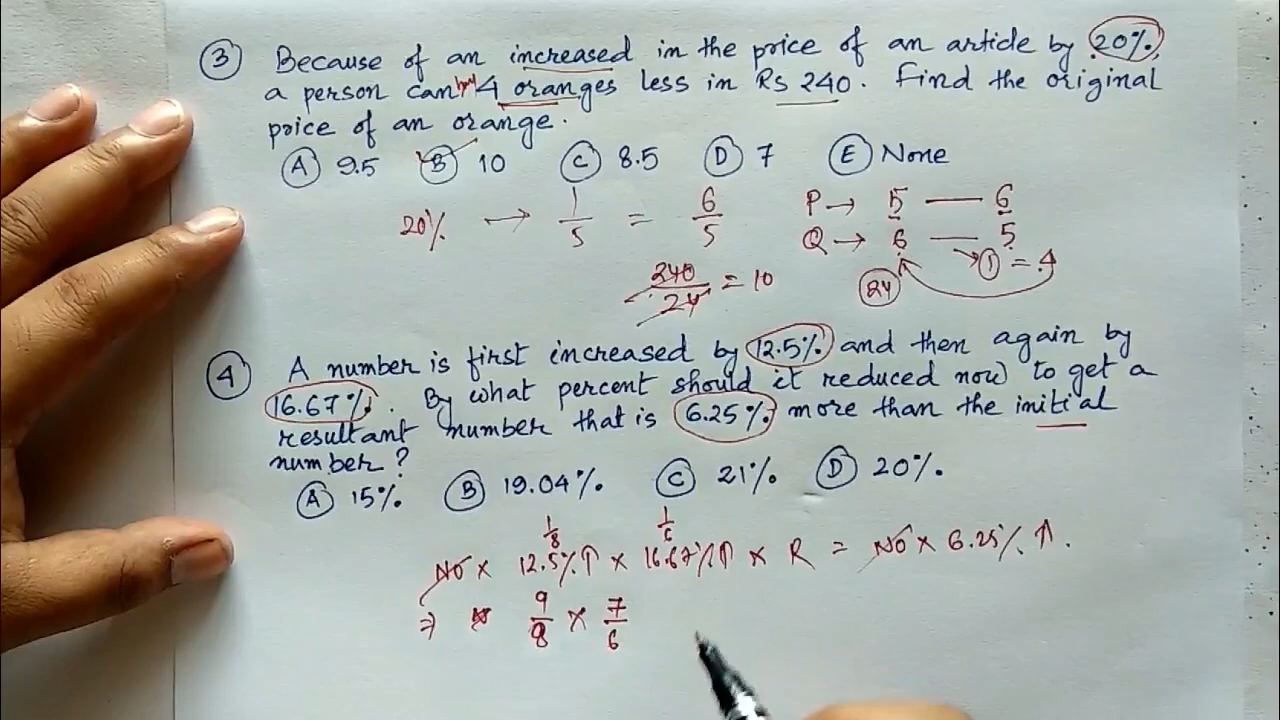 ③ Because of an increased in the price of an article by 20%,
a person can buy 4 oranges less in Rs 240. Find the original
price of an orange.
Ⓐ 9.5 Ⓑ 10 Ⓒ 8.5 Ⓓ 7 Ⓔ None
20% → 1/5 = 6/5 P → 5 — 6
Q → 6 — 5
240/24 = 10 24 → ① = 4
④ A number is first increased by 12.5% and then again by
16.67%. By what percent should it reduced now to get a
resultant number that is 6.25% more than the initial
number?
Ⓐ 15% Ⓑ 19.04% Ⓒ 21% Ⓓ 20%
1/8 1/6
No × 12.5%↑ × 16.67%↑ × R = No × 6.25%↑.
⇒ 9/8 × 7/6